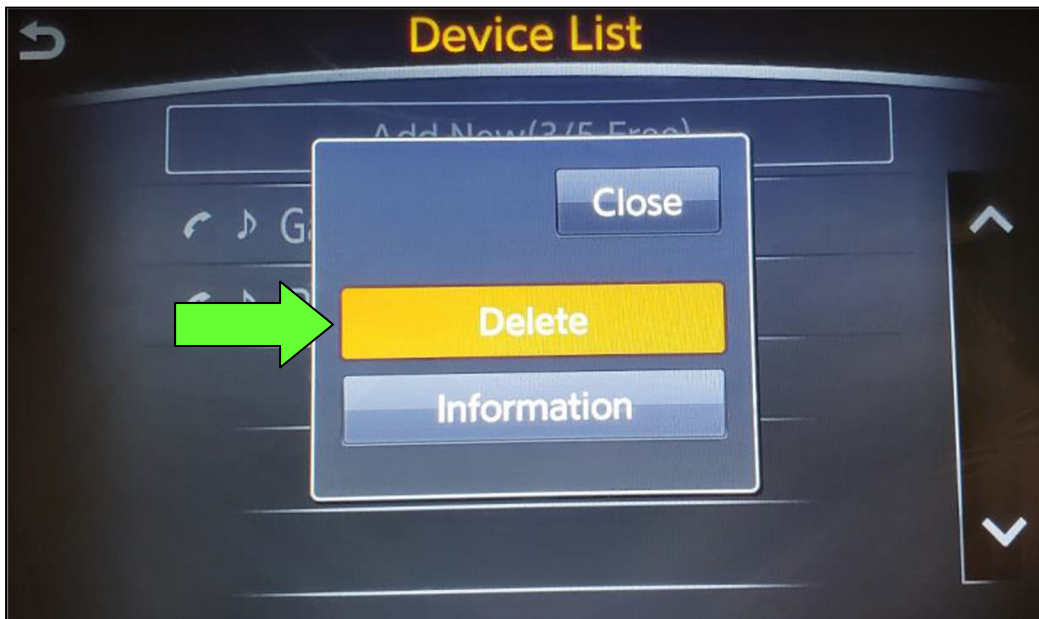 Device List
Add New(3/5 Free)
Close
Delete
Information